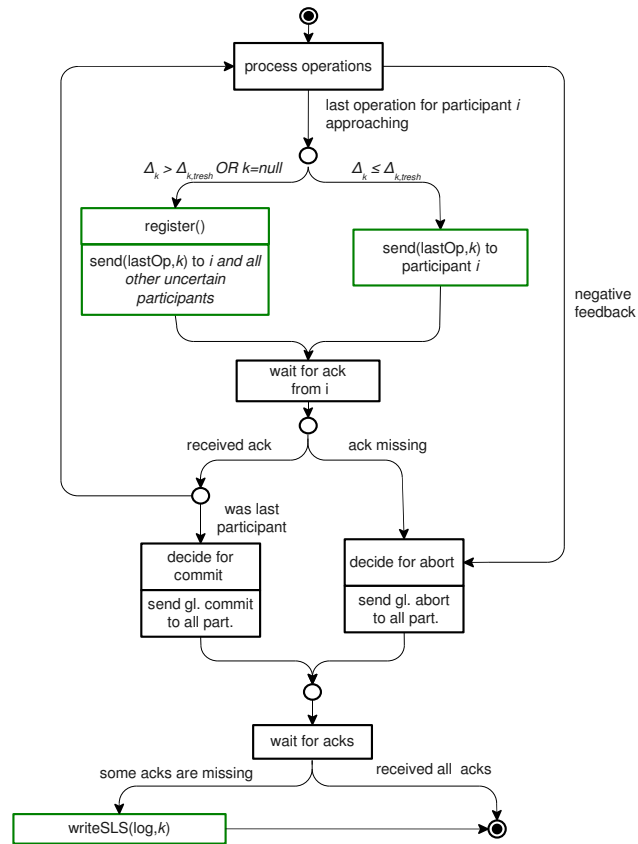 process operations
last operation for participant i
approaching
Δk > Δk,tresh OR k=null
Δk ≤ Δk,tresh
register()
send(lastOp,k) to i and all
other uncertain
participants
send(lastOp,k) to
participant i
negative
feedback
wait for ack
from i
received ack
ack missing
was last
participant
decide for
commit
send gl. commit
to all part.
decide for abort
send gl. abort
to all part.
wait for acks
some acks are missing
received all acks
writeSLS(log,k)